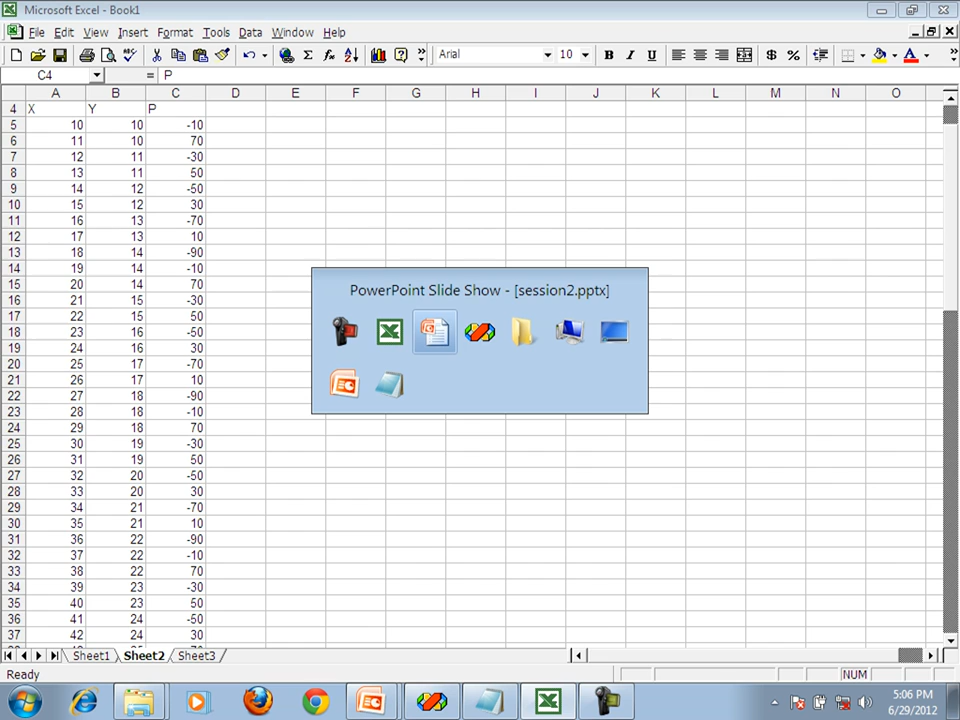 Microsoft Excel - Book1
File Edit View Insert Format Tools Data Window Help
Arial 10 B I U $ %
C4 = P
A B C D E F G H I J K L M N O
4 X Y P
5 10 10 -10
6 11 10 70
7 12 11 -30
8 13 11 50
9 14 12 -50
10 15 12 30
11 16 13 -70
12 17 13 10
13 18 14 -90
14 19 14 -10
15 20 14 70
16 21 15 -30
17 22 15 50
18 23 16 -50
19 24 16 30
20 25 17 -70
21 26 17 10
22 27 18 -90
23 28 18 -10
24 29 18 70
25 30 19 -30
26 31 19 50
27 32 20 -50
28 33 20 30
29 34 21 -70
30 35 21 10
31 36 22 -90
32 37 22 -10
33 38 22 70
34 39 23 -30
35 40 23 50
36 41 24 -50
37 42 24 30
PowerPoint Slide Show - [session2.pptx]
Sheet1 Sheet2 Sheet3
Ready NUM
5:06 PM
6/29/2012